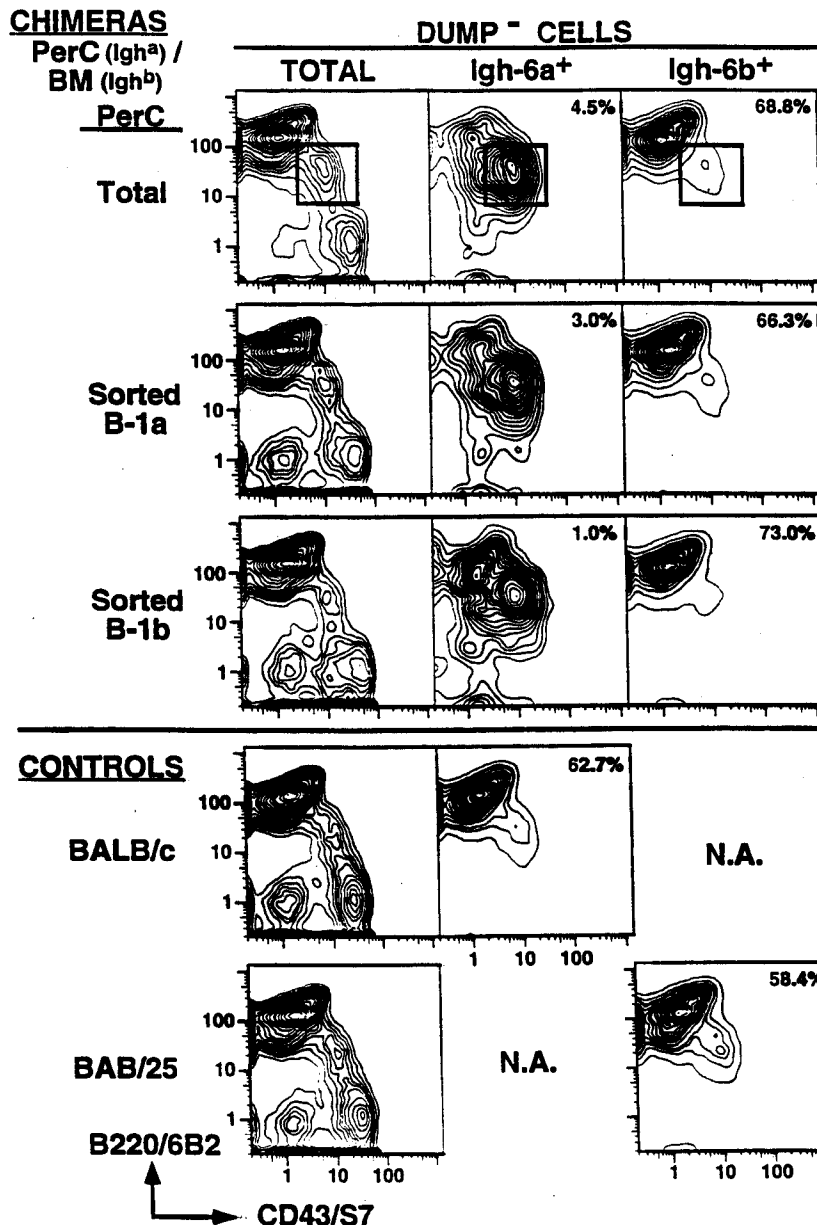 CHIMERAS
PerC (Igh^a) /
BM (Igh^b)
DUMP⁻ CELLS
TOTAL Igh-6a⁺ Igh-6b⁺
PerC
Total
100
10
1
4.5%
68.8%
Sorted
B-1a
100
10
1
3.0%
66.3%
Sorted
B-1b
100
10
1
1.0%
73.0%
CONTROLS
BALB/c
100
10
1
62.7%
N.A.
1 10 100
BAB/25
100
10
1
N.A.
58.4%
1 10 100
1 10 100
B220/6B2
CD43/S7